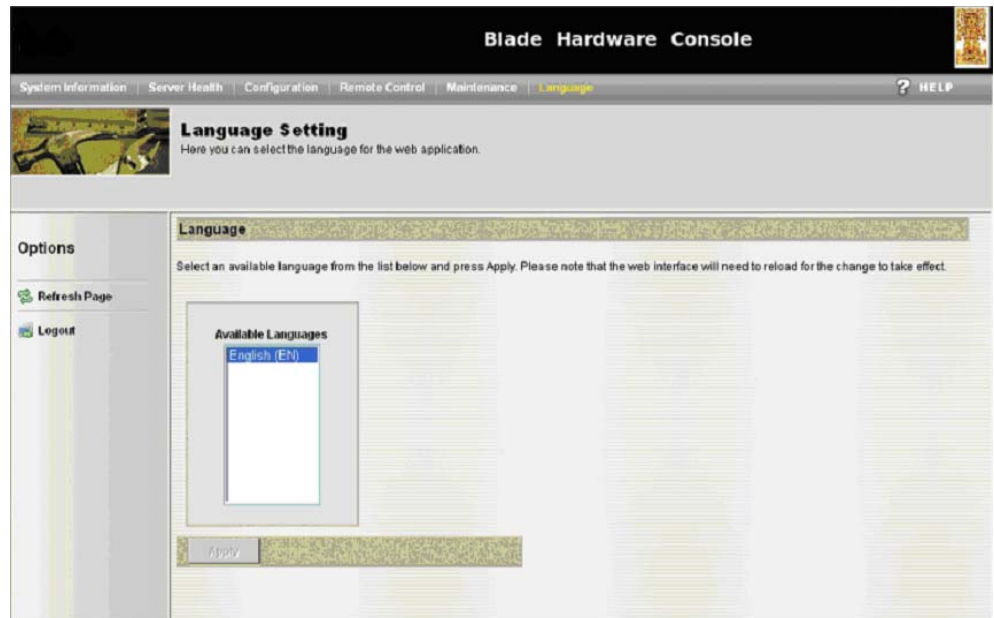 Blade Hardware Console
System Information Server Health Configuration Remote Control Maintenance Language ? HELP
Language Setting
Here you can select the language for the web application.
Options
Refresh Page
Logout
Language
Select an available language from the list below and press Apply. Please note that the web interface will need to reload for the change to take effect.
Available Languages
English (EN)
Apply